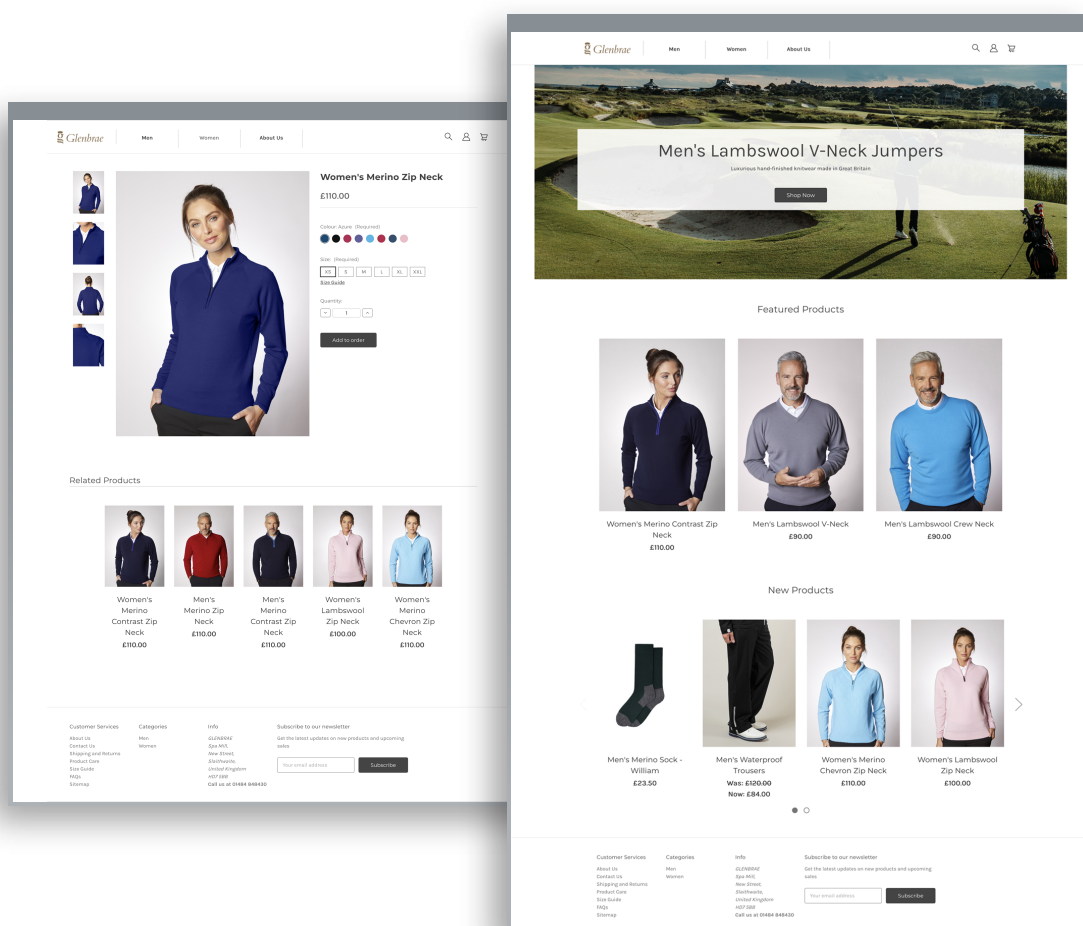 Glenbrae
Men
Women
About Us
Women's Merino Zip Neck
£110.00
Colour: Azure (Required)
Size: (Required)
XS
S
M
L
XL
XXL
Size Guide
Quantity:
1
Add to order
Related Products
Women's
Merino
Contrast Zip
Neck
£110.00
Men's
Merino Zip
Neck
£110.00
Men's
Merino
Contrast Zip
Neck
£110.00
Women's
Lambswool
Zip Neck
£100.00
Women's
Merino
Chevron Zip
Neck
£110.00
Customer Services
About Us
Contact Us
Shipping and Returns
Product Care
Size Guide
FAQs
Sitemap
Categories
Men
Women
Info
GLENBRAE
Spa Mill,
New Street,
Slaithwaite,
United Kingdom
HD7 5BB
Call us at 01484 848430
Subscribe to our newsletter
Get the latest updates on new products and upcoming
sales
Your email address
Subscribe
Glenbrae
Men
Women
About Us
Men's Lambswool V-Neck Jumpers
Luxurious hand-finished knitwear made in Great Britain
Shop Now
Featured Products
Women's Merino Contrast Zip
Neck
£110.00
Men's Lambswool V-Neck
£90.00
Men's Lambswool Crew Neck
£90.00
New Products
Men's Merino Sock -
William
£23.50
Men's Waterproof
Trousers
Was: £120.00
Now: £84.00
Women's Merino
Chevron Zip Neck
£110.00
Women's Lambswool
Zip Neck
£100.00
Customer Services
About Us
Contact Us
Shipping and Returns
Product Care
Size Guide
FAQs
Sitemap
Categories
Men
Women
Info
GLENBRAE
Spa Mill,
New Street,
Slaithwaite,
United Kingdom
HD7 5BB
Call us at 01484 848430
Subscribe to our newsletter
Get the latest updates on new products and upcoming
sales
Your email address
Subscribe